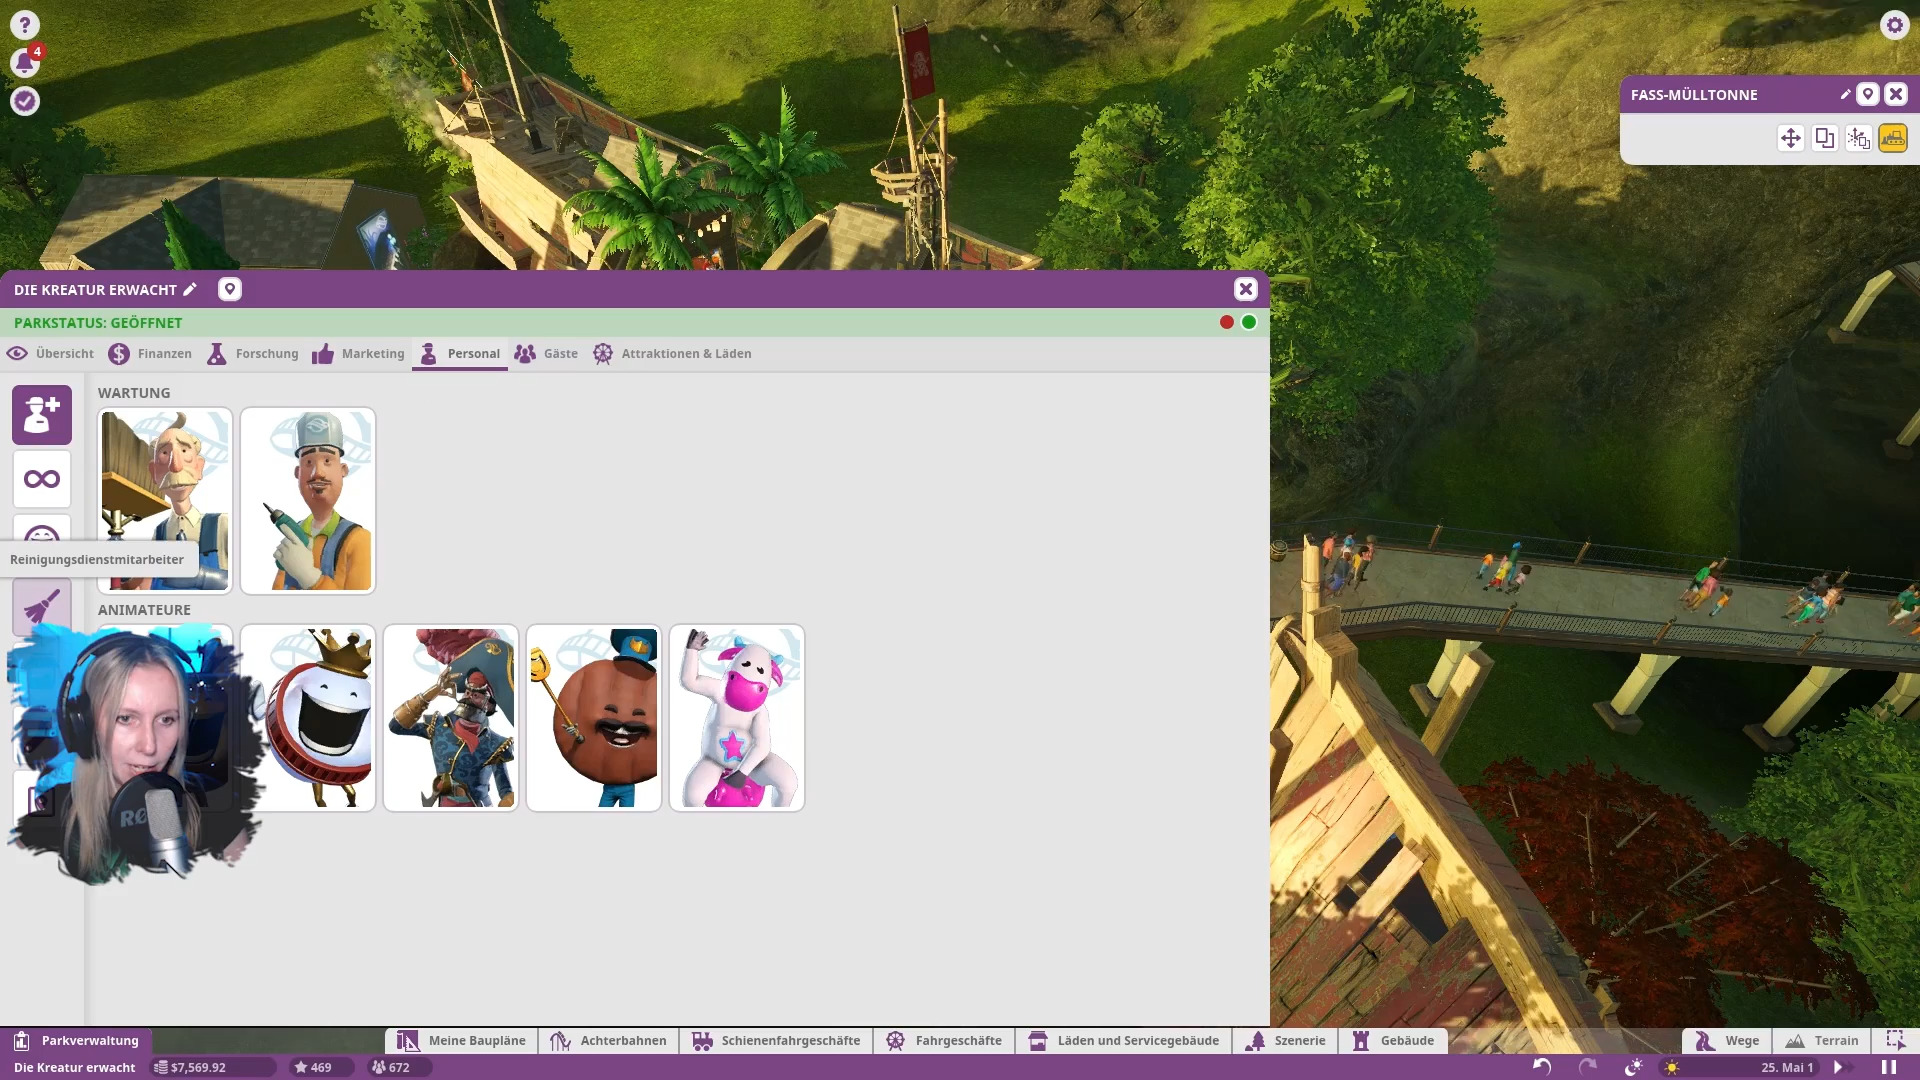 ?
4
FASS-MÜLLTONNE
DIE KREATUR ERWACHT
PARKSTATUS: GEÖFFNET
Übersicht
Finanzen
Forschung
Marketing
Personal
Gäste
Attraktionen & Läden
WARTUNG
Reinigungsdienstmitarbeiter
ANIMATEURE
Parkverwaltung
Meine Baupläne
Achterbahnen
Schienenfahrgeschäfte
Fahrgeschäfte
Läden und Servicegebäude
Szenerie
Gebäude
Wege
Terrain
Die Kreatur erwacht
$7,569.92
469
672
25. Mai 1